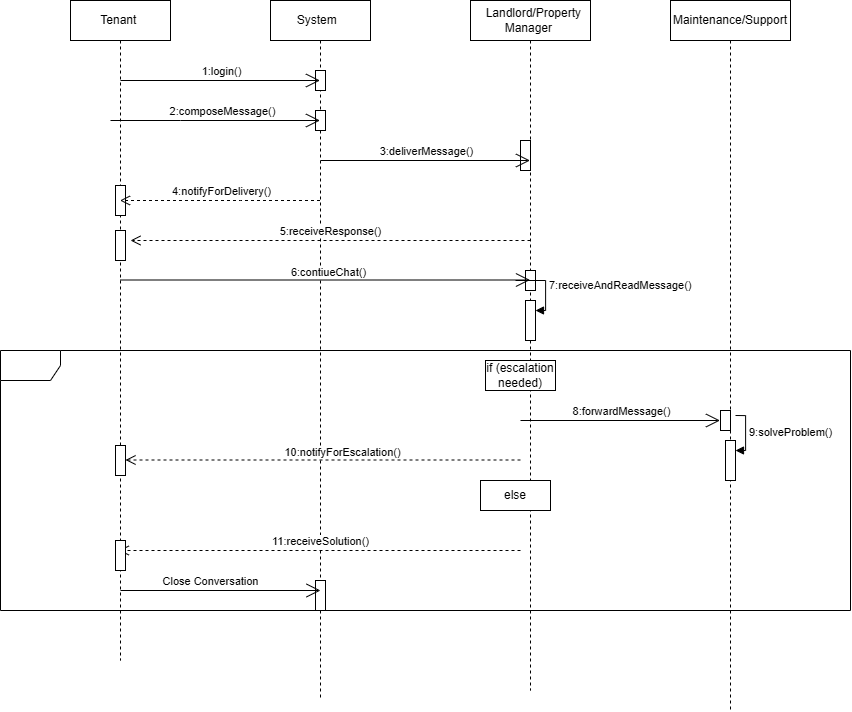 Tenant
System
Landlord/Property
Manager
Maintenance/Support
1:login()
2:composeMessage()
3:deliverMessage()
4:notifyForDelivery()
5:receiveResponse()
6:contiueChat()
7:receiveAndReadMessage()
if (escalation
needed)
8:forwardMessage()
9:solveProblem()
10:notifyForEscalation()
else
11:receiveSolution()
Close Conversation